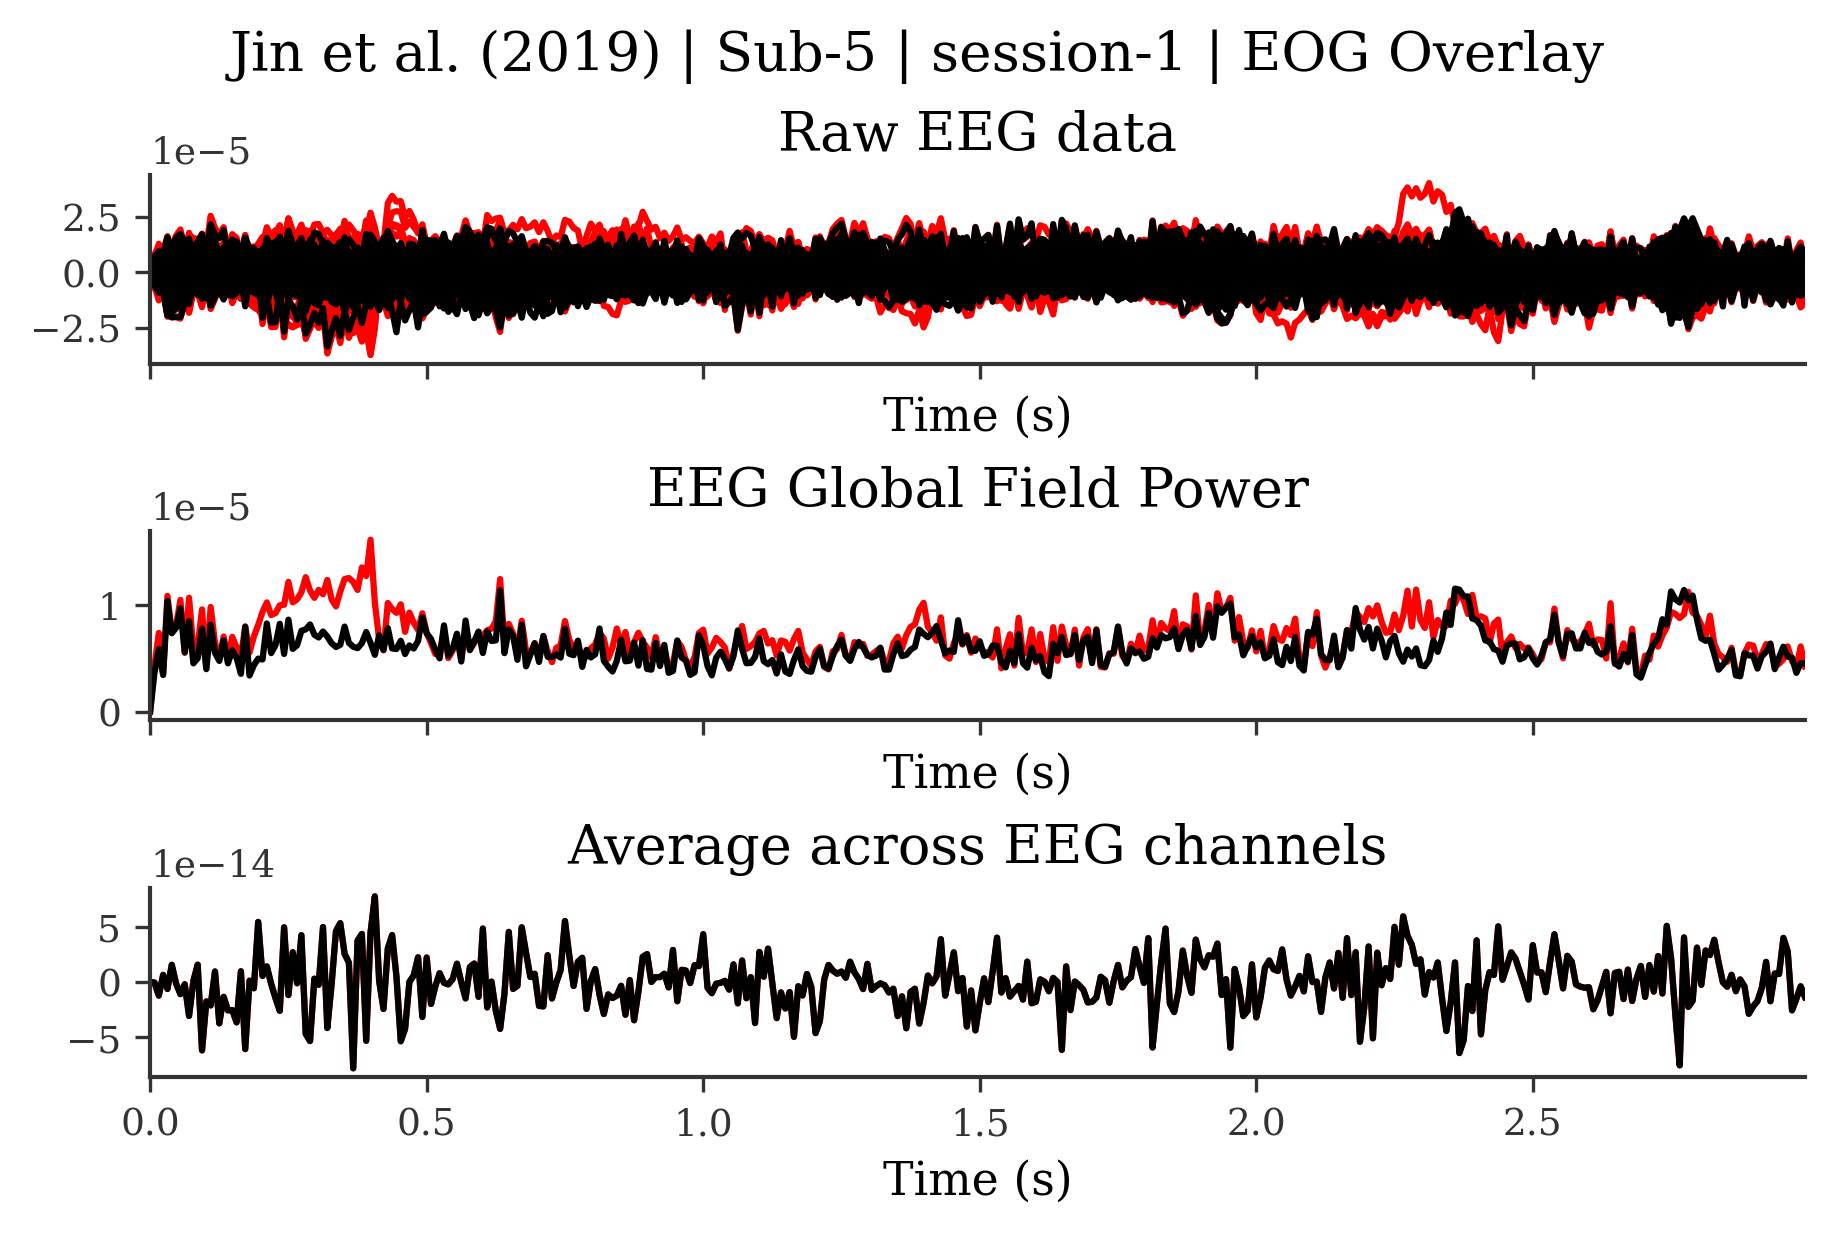 Jin et al. (2019) | Sub-5 | session-1 | EOG Overlay
Raw EEG data
1e−5
2.5
0.0
−2.5
Time (s)
EEG Global Field Power
1e−5
1
0
Time (s)
Average across EEG channels
1e−14
5
0
−5
0.0 0.5 1.0 1.5 2.0 2.5
Time (s)